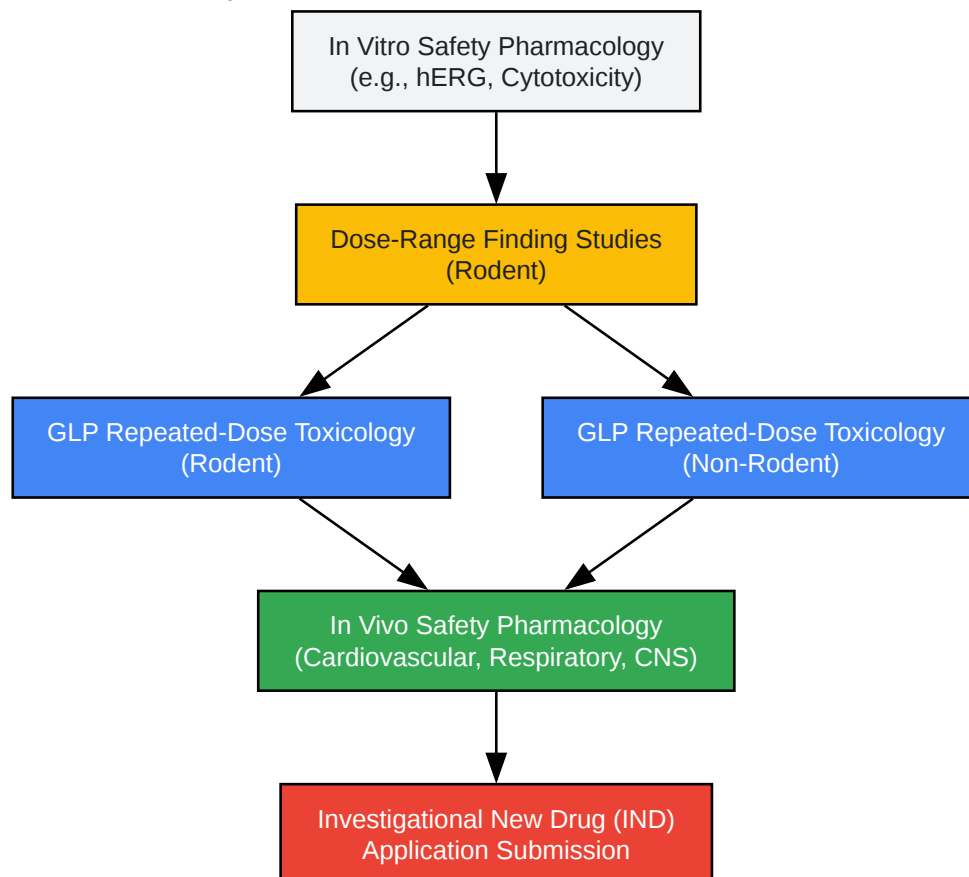 In Vitro Safety Pharmacology
(e.g., hERG, Cytotoxicity)
Dose-Range Finding Studies
(Rodent)
GLP Repeated-Dose Toxicology
(Rodent)
GLP Repeated-Dose Toxicology
(Non-Rodent)
In Vivo Safety Pharmacology
(Cardiovascular, Respiratory, CNS)
Investigational New Drug (IND)
Application Submission